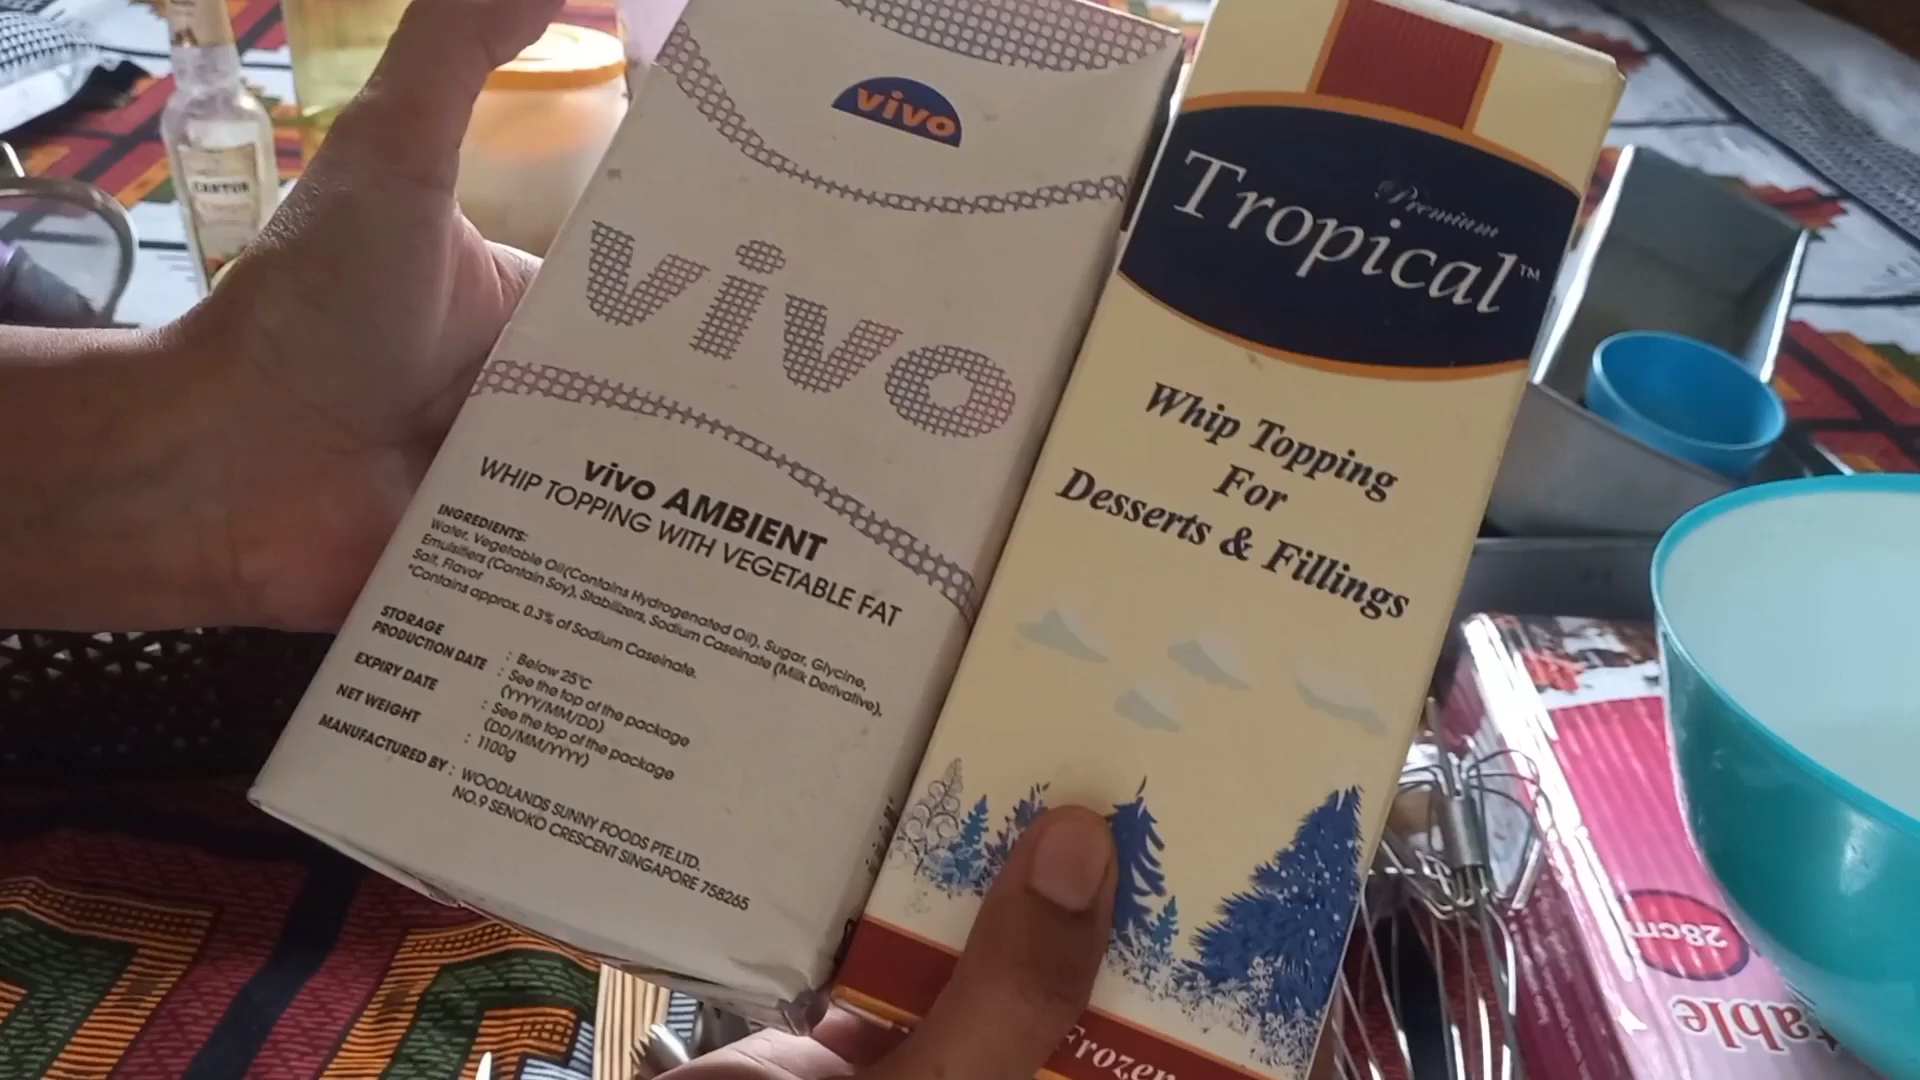 vivo
vivo
vivo AMBIENT
WHIP TOPPING WITH VEGETABLE FAT
INGREDIENTS:
Water, Vegetable Oil(Contains Hydrogenated Oil), Sugar, Glycine,
Emulsifiers (Contain Soy), Stabilizers, Sodium Caseinate (Milk Derivative),
Salt, Flavor
*Contains approx. 0.3% of Sodium Caseinate.
STORAGE : Below 25°C
PRODUCTION DATE : See the top of the package
(YYYY/MM/DD)
EXPIRY DATE : See the top of the package
(DD/MM/YYYY)
NET WEIGHT : 1100g
MANUFACTURED BY : WOODLANDS SUNNY FOODS PTE.LTD.
NO.9 SENOKO CRESCENT SINGAPORE 758265
Premium
Tropical™
Whip Topping
For
Desserts & Fillings
Frozen
28cm
table